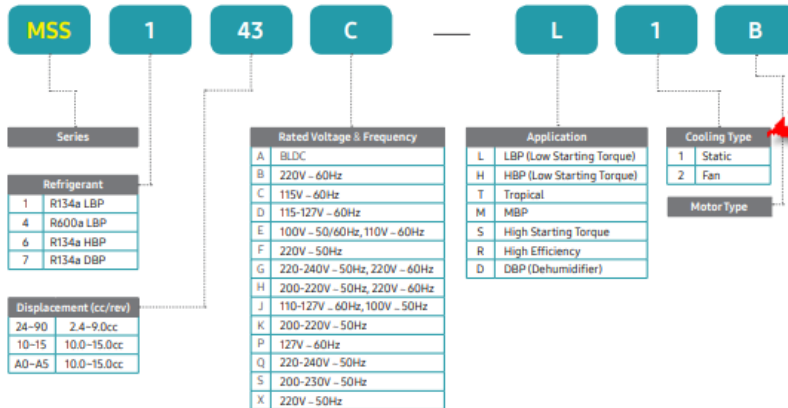 MSS 1 43 C — L 1 B
Series
Refrigerant
1 R134a LBP
4 R600a LBP
6 R134a HBP
7 R134a DBP
Displacement (cc/rev)
24~90 2.4~9.0cc
10~15 10.0~15.0cc
A0~A5 10.0~15.0cc
Rated Voltage & Frequency
A BLDC
B 220V ~ 60Hz
C 115V ~ 60Hz
D 115-127V ~ 60Hz
E 100V ~ 50/60Hz, 110V ~ 60Hz
F 220V ~ 50Hz
G 220-240V ~ 50Hz, 220V ~ 60Hz
H 200-220V ~ 50Hz, 220V ~ 60Hz
J 110-127V ~ 60Hz, 100V ~ 50Hz
K 200-220V ~ 50Hz
P 127V ~ 60Hz
Q 220-240V ~ 50Hz
S 200-230V ~ 50Hz
X 220V ~ 50Hz
Application
L LBP (Low Starting Torque)
H HBP (Low Starting Torque)
T Tropical
M MBP
S High Starting Torque
R High Efficiency
D DBP (Dehumidifier)
Cooling Type
1 Static
2 Fan
Motor Type